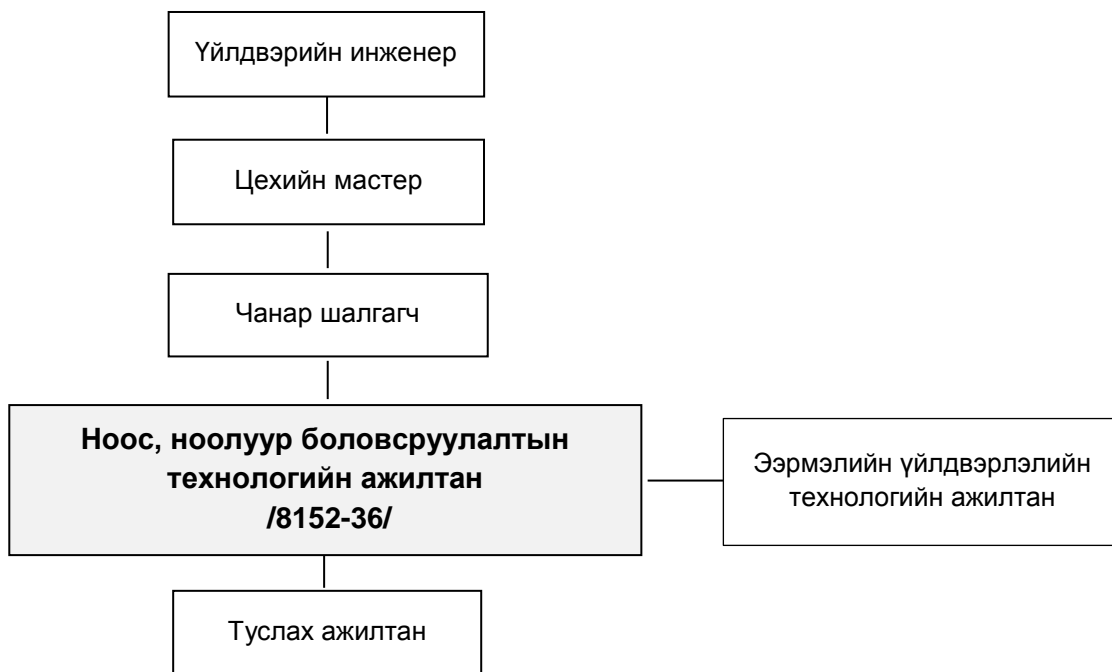 Үйлдвэрийн инженер
Цехийн мастер
Чанар шалгагч
Ноос, ноолуур боловсруулалтын
технологийн ажилтан
/8152-36/
Ээрмэлийн үйлдвэрлэлийн
технологийн ажилтан
Туслах ажилтан